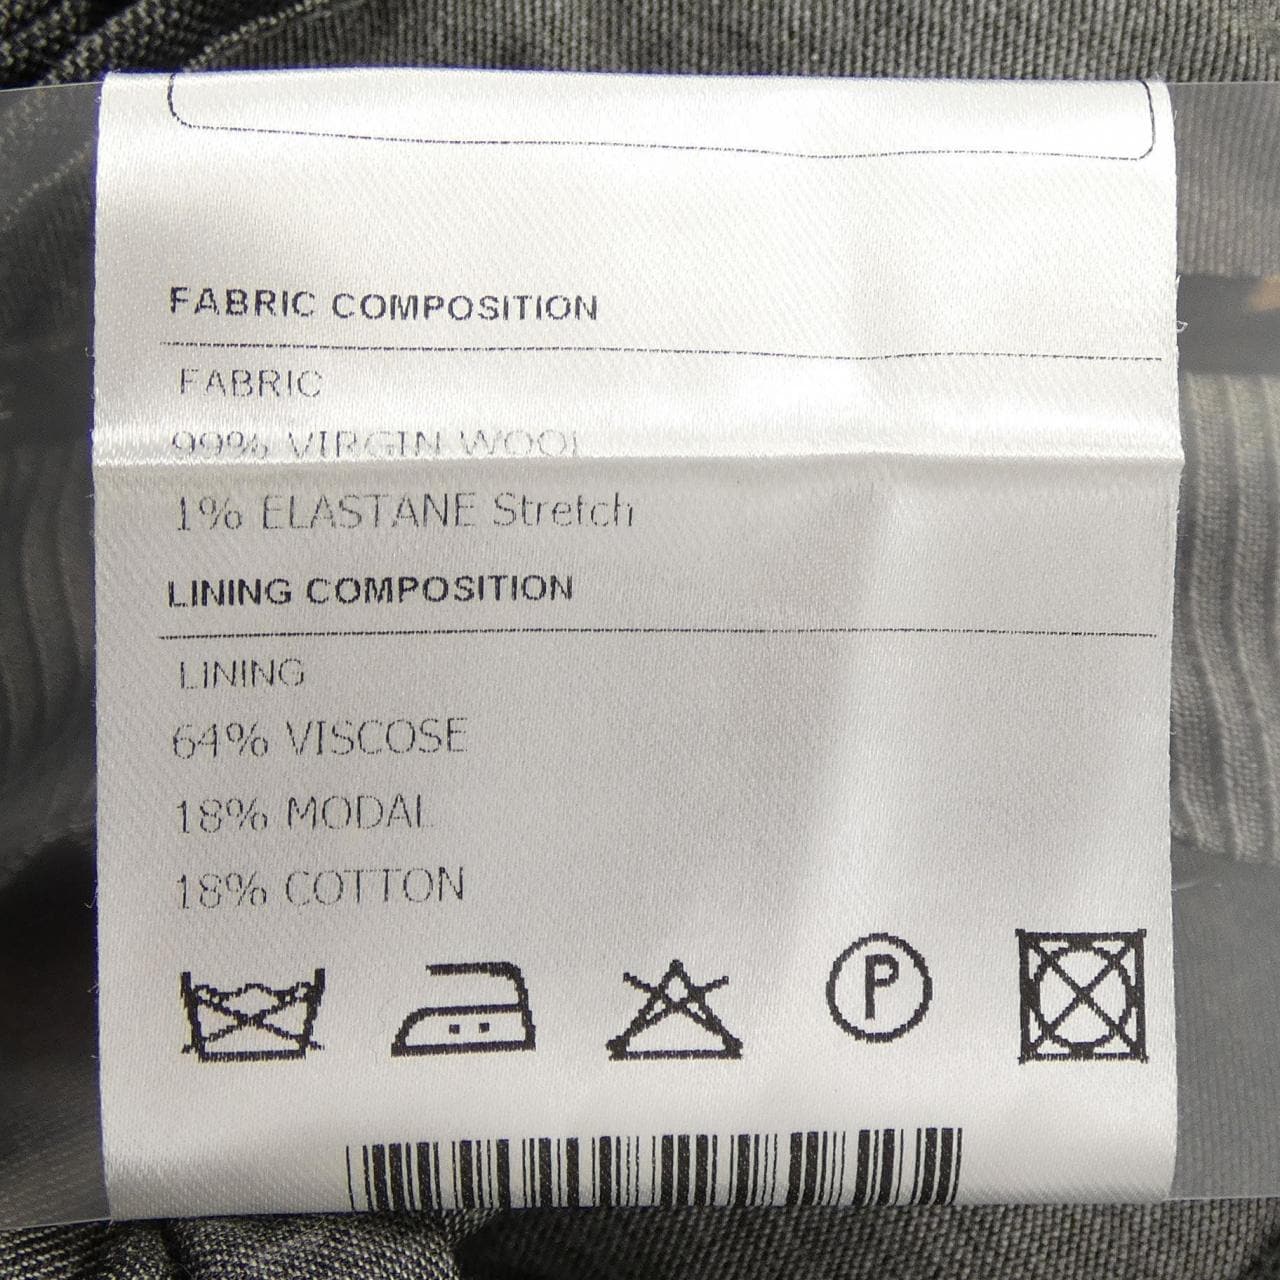 FABRIC COMPOSITION
FABRIC
99% VIRGIN WOOL
1% ELASTANE Stretch
LINING COMPOSITION
LINING
64% VISCOSE
18% MODAL
18% COTTON
P